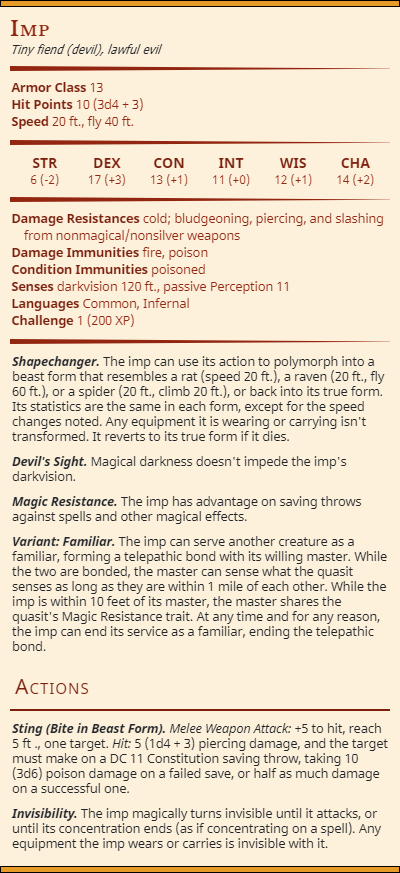 Imp
Tiny fiend (devil), lawful evil
Armor Class 13
Hit Points 10 (3d4 + 3)
Speed 20 ft., fly 40 ft.
STR DEX CON INT WIS CHA
6 (-2) 17 (+3) 13 (+1) 11 (+0) 12 (+1) 14 (+2)
Damage Resistances cold; bludgeoning, piercing, and slashing
from nonmagical/nonsilver weapons
Damage Immunities fire, poison
Condition Immunities poisoned
Senses darkvision 120 ft., passive Perception 11
Languages Common, Infernal
Challenge 1 (200 XP)
Shapechanger. The imp can use its action to polymorph into a
beast form that resembles a rat (speed 20 ft.), a raven (20 ft., fly
60 ft.), or a spider (20 ft., climb 20 ft.), or back into its true form.
Its statistics are the same in each form, except for the speed
changes noted. Any equipment it is wearing or carrying isn't
transformed. It reverts to its true form if it dies.
Devil's Sight. Magical darkness doesn't impede the imp's
darkvision.
Magic Resistance. The imp has advantage on saving throws
against spells and other magical effects.
Variant: Familiar. The imp can serve another creature as a
familiar, forming a telepathic bond with its willing master. While
the two are bonded, the master can sense what the quasit
senses as long as they are within 1 mile of each other. While the
imp is within 10 feet of its master, the master shares the
quasit's Magic Resistance trait. At any time and for any reason,
the imp can end its service as a familiar, ending the telepathic
bond.
Actions
Sting (Bite in Beast Form). Melee Weapon Attack: +5 to hit, reach
5 ft ., one target. Hit: 5 (1d4 + 3) piercing damage, and the target
must make on a DC 11 Constitution saving throw, taking 10
(3d6) poison damage on a failed save, or half as much damage
on a successful one.
Invisibility. The imp magically turns invisible until it attacks, or
until its concentration ends (as if concentrating on a spell). Any
equipment the imp wears or carries is invisible with it.